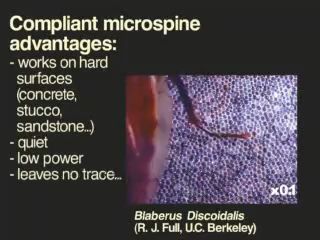 Compliant microspine
advantages:
- works on hard
surfaces
(concrete,
stucco,
sandstone...)
- quiet
- low power
- leaves no trace...
x0.1
Blaberus Discoidalis
(R. J. Full, U.C. Berkeley)